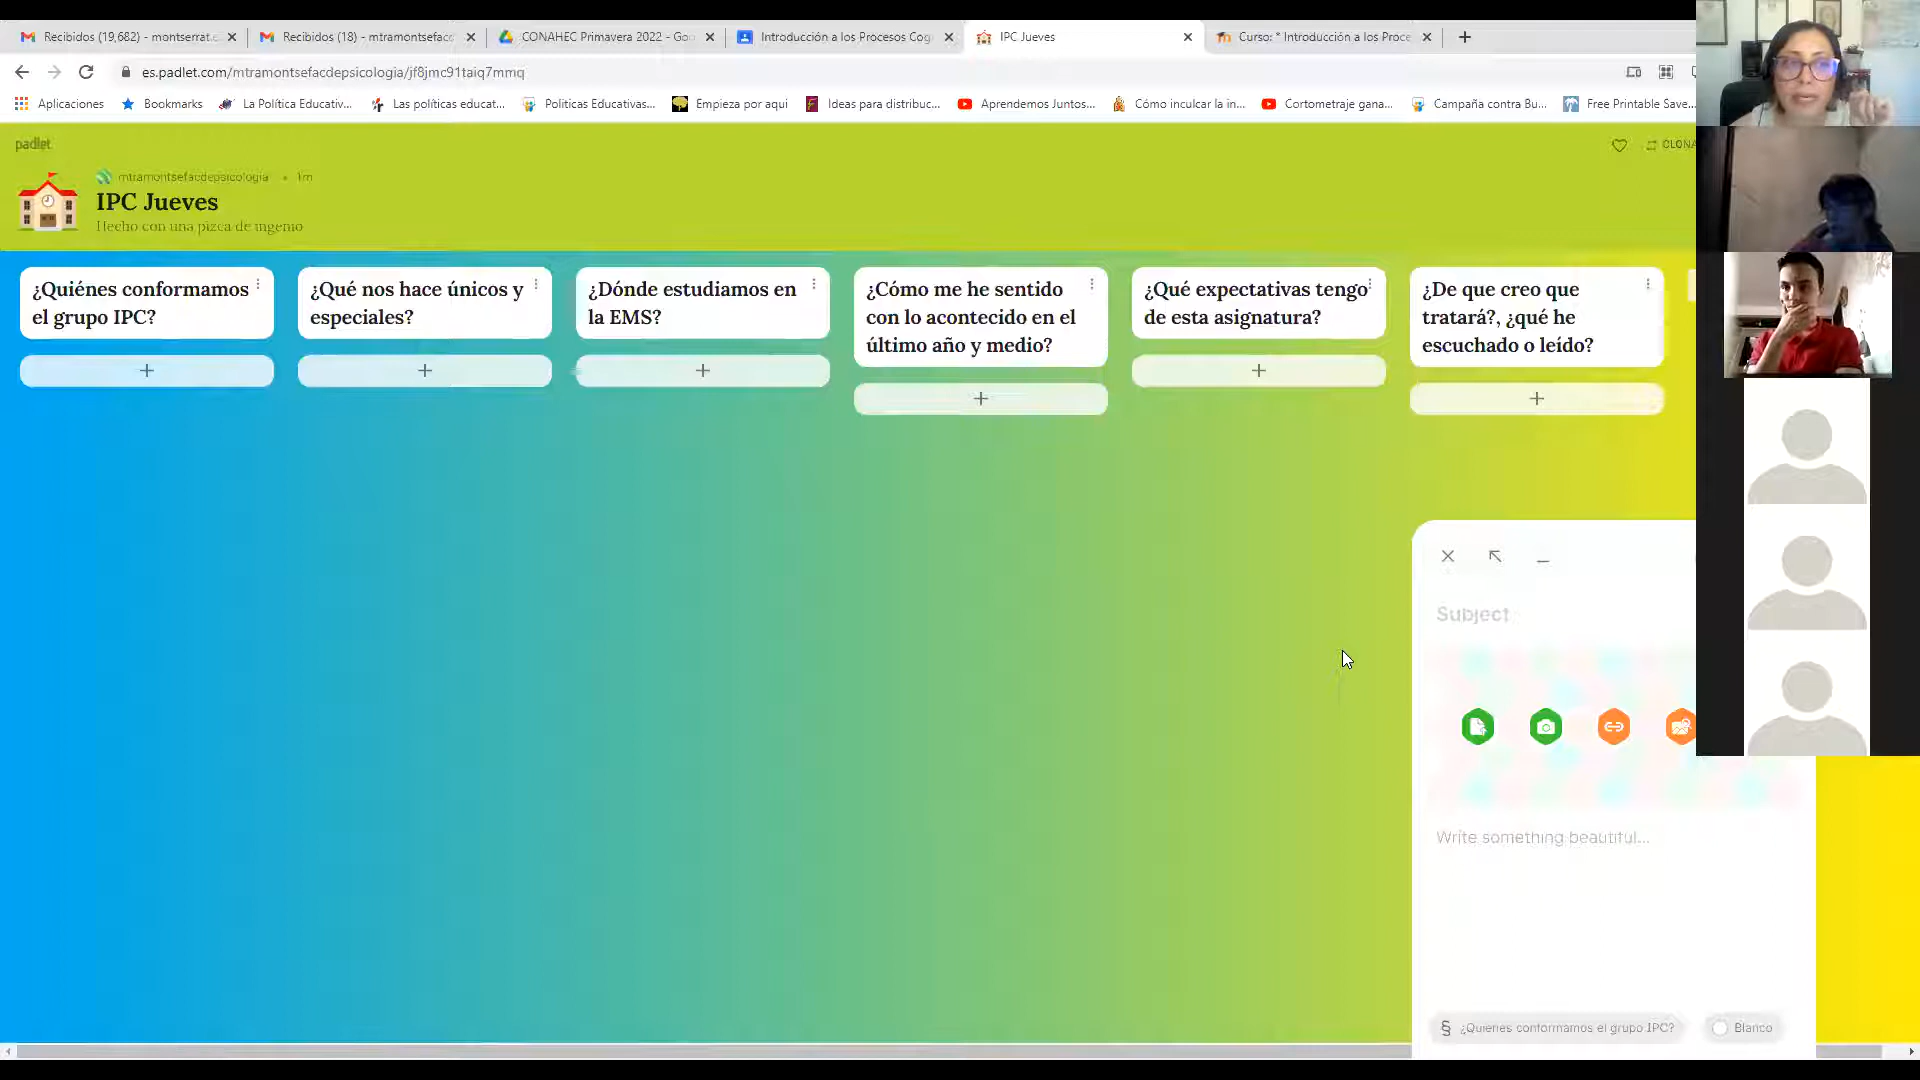 Recibidos (19,682) - montserrat.
Recibidos (18) - mtramontsefac
CONAHEC Primavera 2022 - Go
Introducción a los Procesos Cog
IPC Jueves
Curso: * Introducción a los Proce
es.padlet.com/mtramontsefacdepsicologia/jf8jmc91taiq7mmq
Aplicaciones
Bookmarks
La Política Educativ...
Las políticas educat...
Politicas Educativas...
Empieza por aqui
Ideas para distribuc...
Aprendemos Juntos...
Cómo inculcar la in...
Cortometraje gana...
Campaña contra Bu...
Free Printable Save...
padlet
CLONA
mtramontsefacdepsicologia • 1m
IPC Jueves
Hecho con una pizca de ingenio
¿Quiénes conformamos
el grupo IPC?
¿Qué nos hace únicos y
especiales?
¿Dónde estudiamos en
la EMS?
¿Cómo me he sentido
con lo acontecido en el
último año y medio?
¿Qué expectativas tengo
de esta asignatura?
¿De que creo que
tratará?, ¿qué he
escuchado o leído?
Subject
Write something beautiful...
¿Quiénes conformamos el grupo IPC?
Blanco